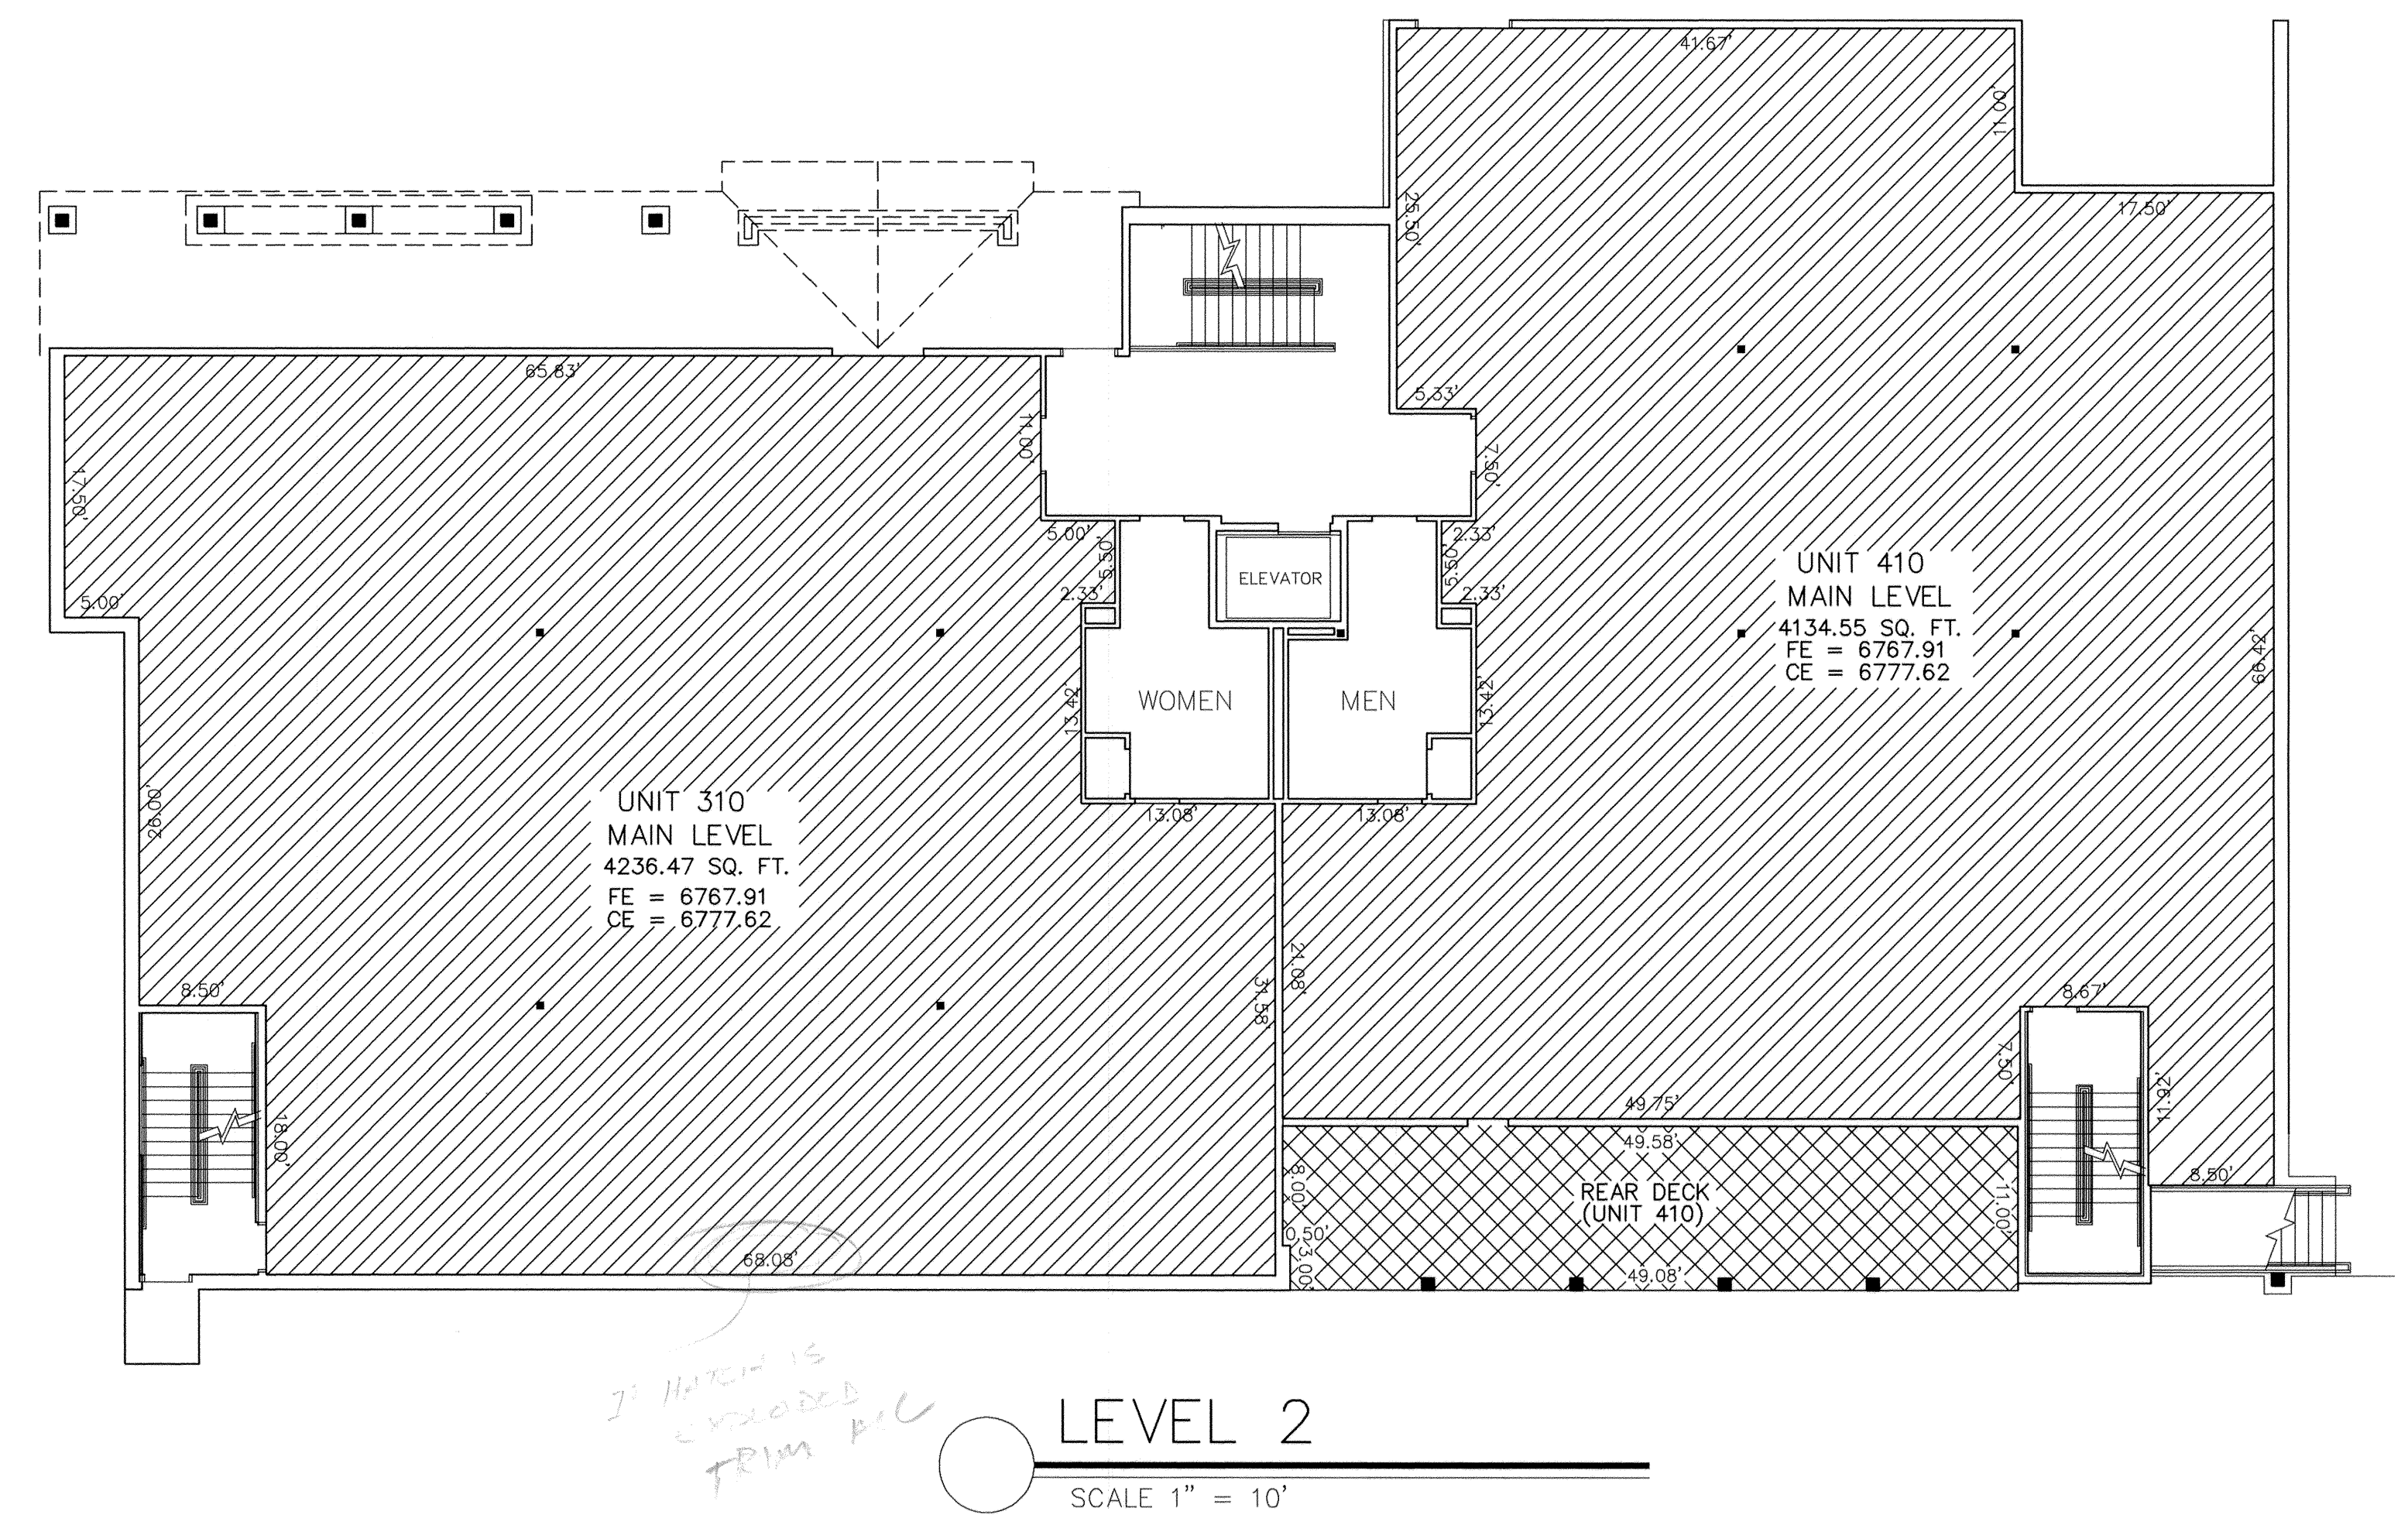 41.67'
11.00'
17.50'
25.50'
65.83'
5.33'
11.00'
7.50'
17.50'
5.00'
5.50'
2.33'
5.50'
2.33'
2.33'
5.00'
ELEVATOR
UNIT 410
MAIN LEVEL
4134.55 SQ. FT.
FE = 6767.91
CE = 6777.62
66.42'
13.42'
WOMEN
MEN
13.42'
UNIT 310
MAIN LEVEL
4236.47 SQ. FT.
FE = 6767.91
CE = 6777.62
26.00'
13.08'
13.08'
21.08'
31.58'
8.50'
8.67'
7.50'
11.92'
18.00'
49.75'
49.58'
8.00'
REAR DECK
(UNIT 410)
11.00'
8.50'
0.50'
3.00'
68.08'
49.08'
HATCH IS
EXPLODED
TRIM
LEVEL 2
SCALE 1" = 10'